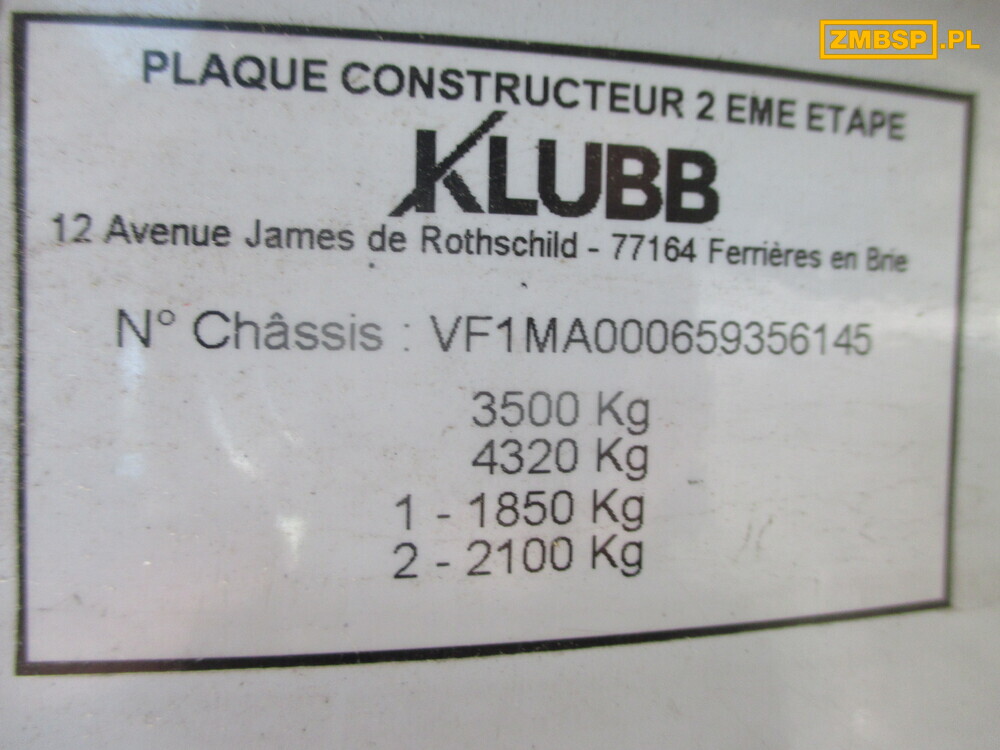 ZMBSP.PL
PLAQUE CONSTRUCTEUR 2 EME ETAPE
KLUBB
12 Avenue James de Rothschild - 77164 Ferrières en Brie
N° Châssis : VF1MA000659356145
3500 Kg
4320 Kg
1 - 1850 Kg
2 - 2100 Kg